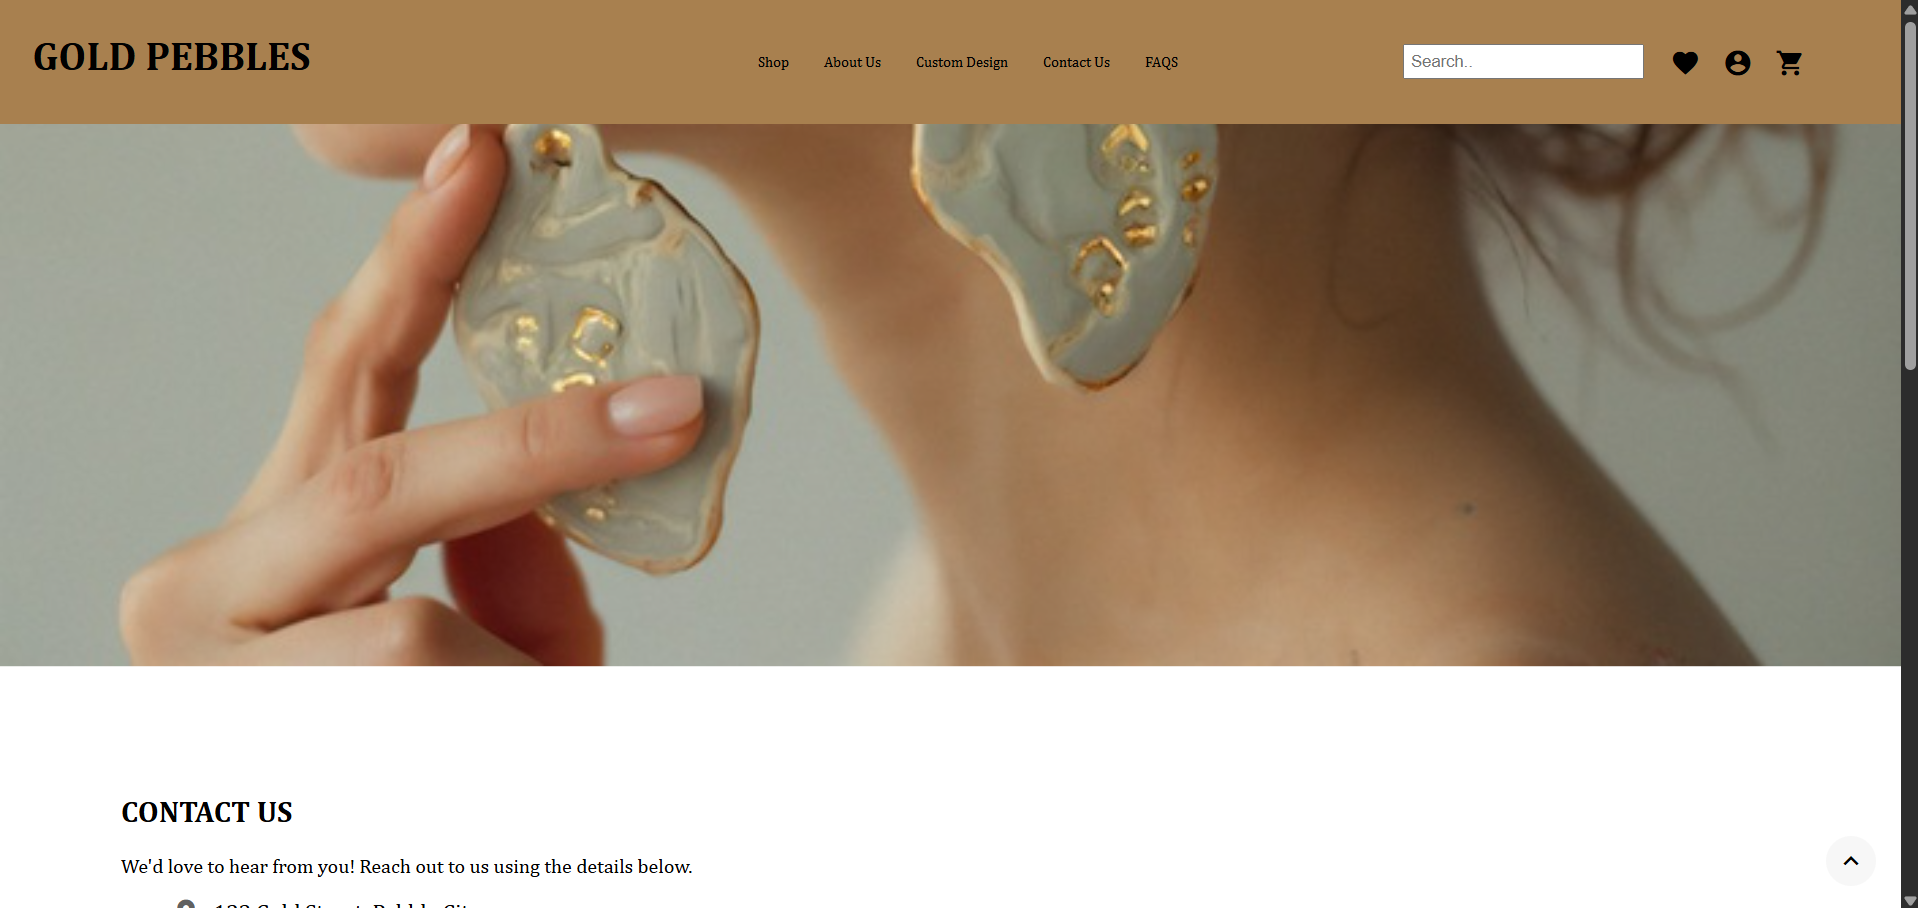 GOLD PEBBLES
Shop
About Us
Custom Design
Contact Us
FAQS
Search..
CONTACT US
We'd love to hear from you! Reach out to us using the details below.